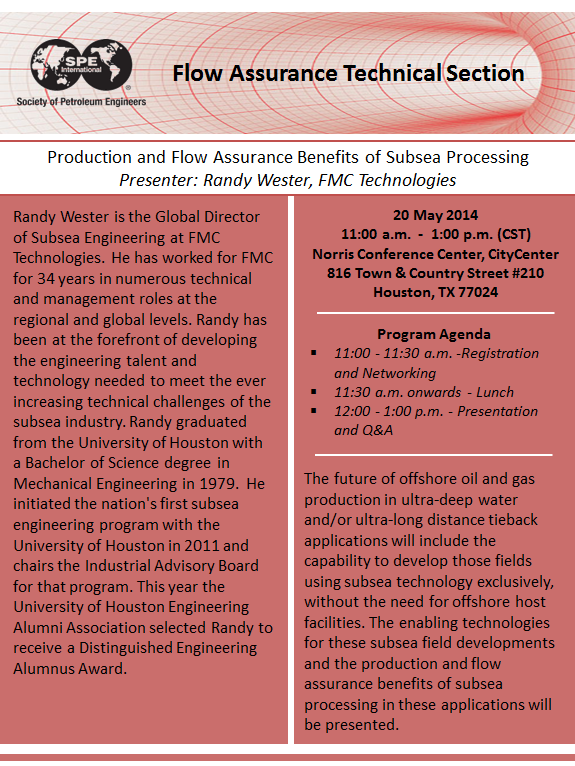 SPE
International
®
Society of Petroleum Engineers
Flow Assurance Technical Section
Production and Flow Assurance Benefits of Subsea Processing
Presenter: Randy Wester, FMC Technologies
Randy Wester is the Global Director
of Subsea Engineering at FMC
Technologies. He has worked for FMC
for 34 years in numerous technical
and management roles at the
regional and global levels. Randy has
been at the forefront of developing
the engineering talent and
technology needed to meet the ever
increasing technical challenges of the
subsea industry. Randy graduated
from the University of Houston with
a Bachelor of Science degree in
Mechanical Engineering in 1979. He
initiated the nation's first subsea
engineering program with the
University of Houston in 2011 and
chairs the Industrial Advisory Board
for that program. This year the
University of Houston Engineering
Alumni Association selected Randy to
receive a Distinguished Engineering
Alumnus Award.
20 May 2014
11:00 a.m. - 1:00 p.m. (CST)
Norris Conference Center, CityCenter
816 Town & Country Street #210
Houston, TX 77024
Program Agenda
▪ 11:00 - 11:30 a.m. -Registration
and Networking
▪ 11:30 a.m. onwards - Lunch
▪ 12:00 - 1:00 p.m. - Presentation
and Q&A
The future of offshore oil and gas
production in ultra-deep water
and/or ultra-long distance tieback
applications will include the
capability to develop those fields
using subsea technology exclusively,
without the need for offshore host
facilities. The enabling technologies
for these subsea field developments
and the production and flow
assurance benefits of subsea
processing in these applications will
be presented.